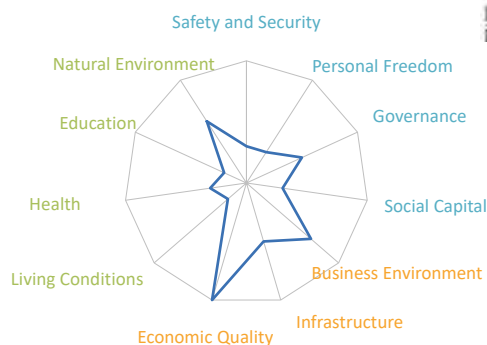 Safety and Security
Natural Environment
Personal Freedom
Education
Governance
Health
Social Capital
Living Conditions
Business Environment
Economic Quality
Infrastructure